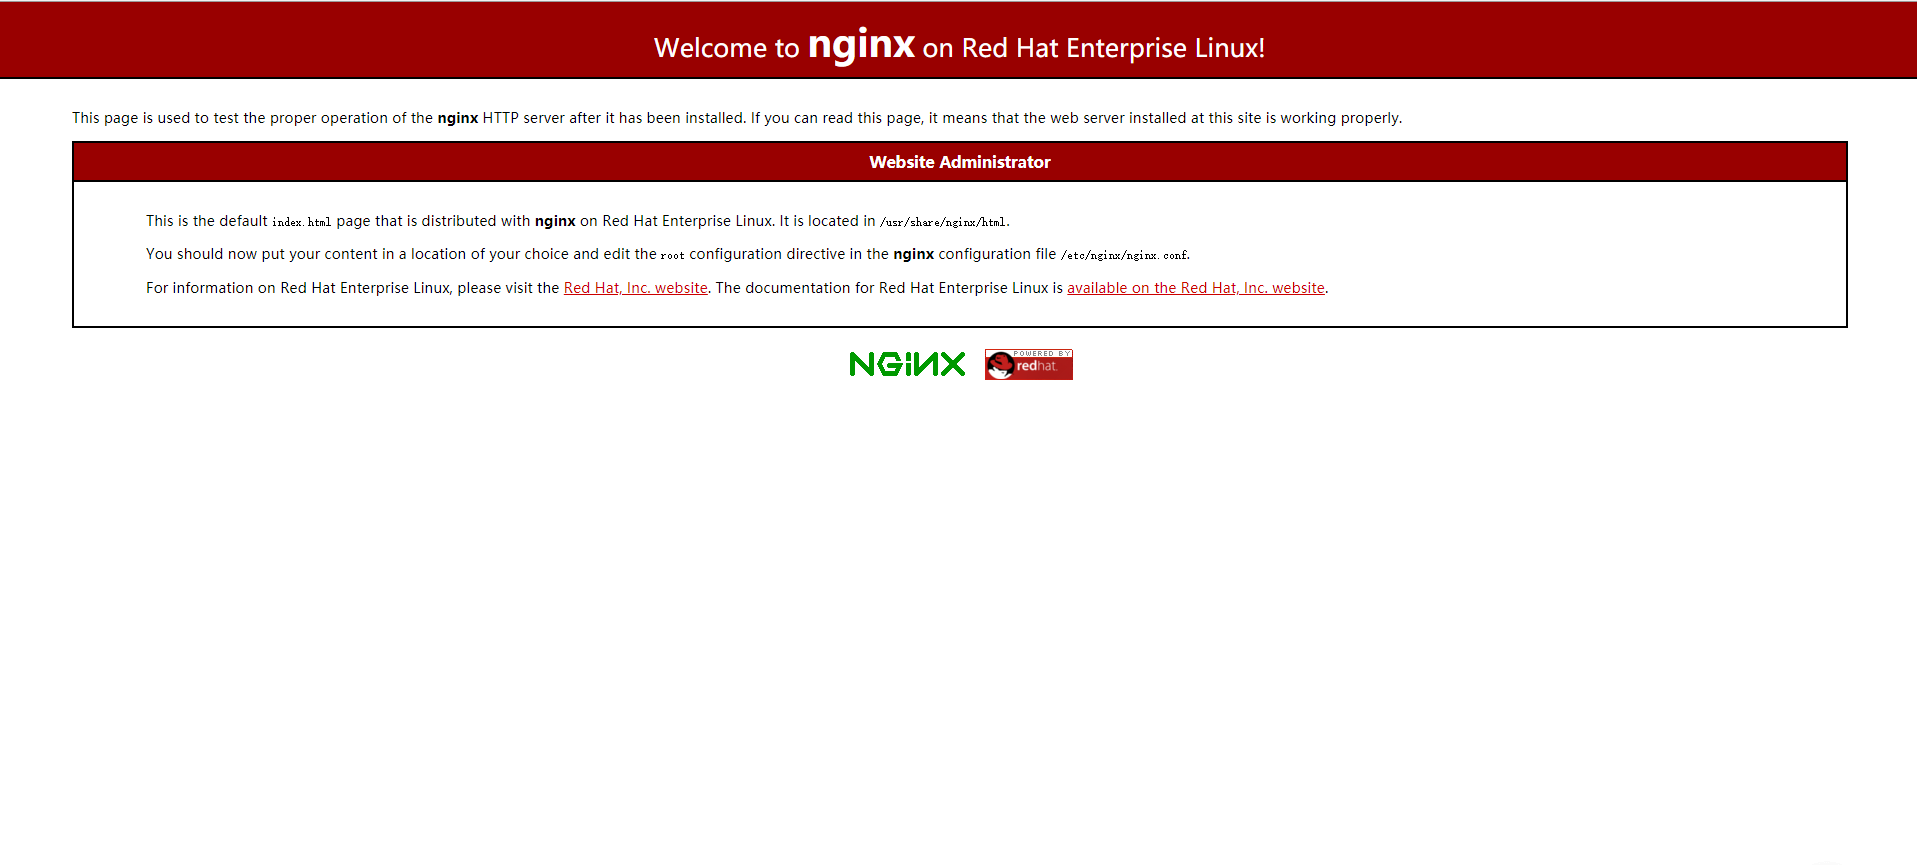 Welcome to nginx on Red Hat Enterprise Linux!
This page is used to test the proper operation of the nginx HTTP server after it has been installed. If you can read this page, it means that the web server installed at this site is working properly.
Website Administrator
This is the default index.html page that is distributed with nginx on Red Hat Enterprise Linux. It is located in /usr/share/nginx/html.
You should now put your content in a location of your choice and edit the root configuration directive in the nginx configuration file /etc/nginx/nginx.conf.
For information on Red Hat Enterprise Linux, please visit the Red Hat, Inc. website. The documentation for Red Hat Enterprise Linux is available on the Red Hat, Inc. website.
NGINX
POWERED BY
redhat.